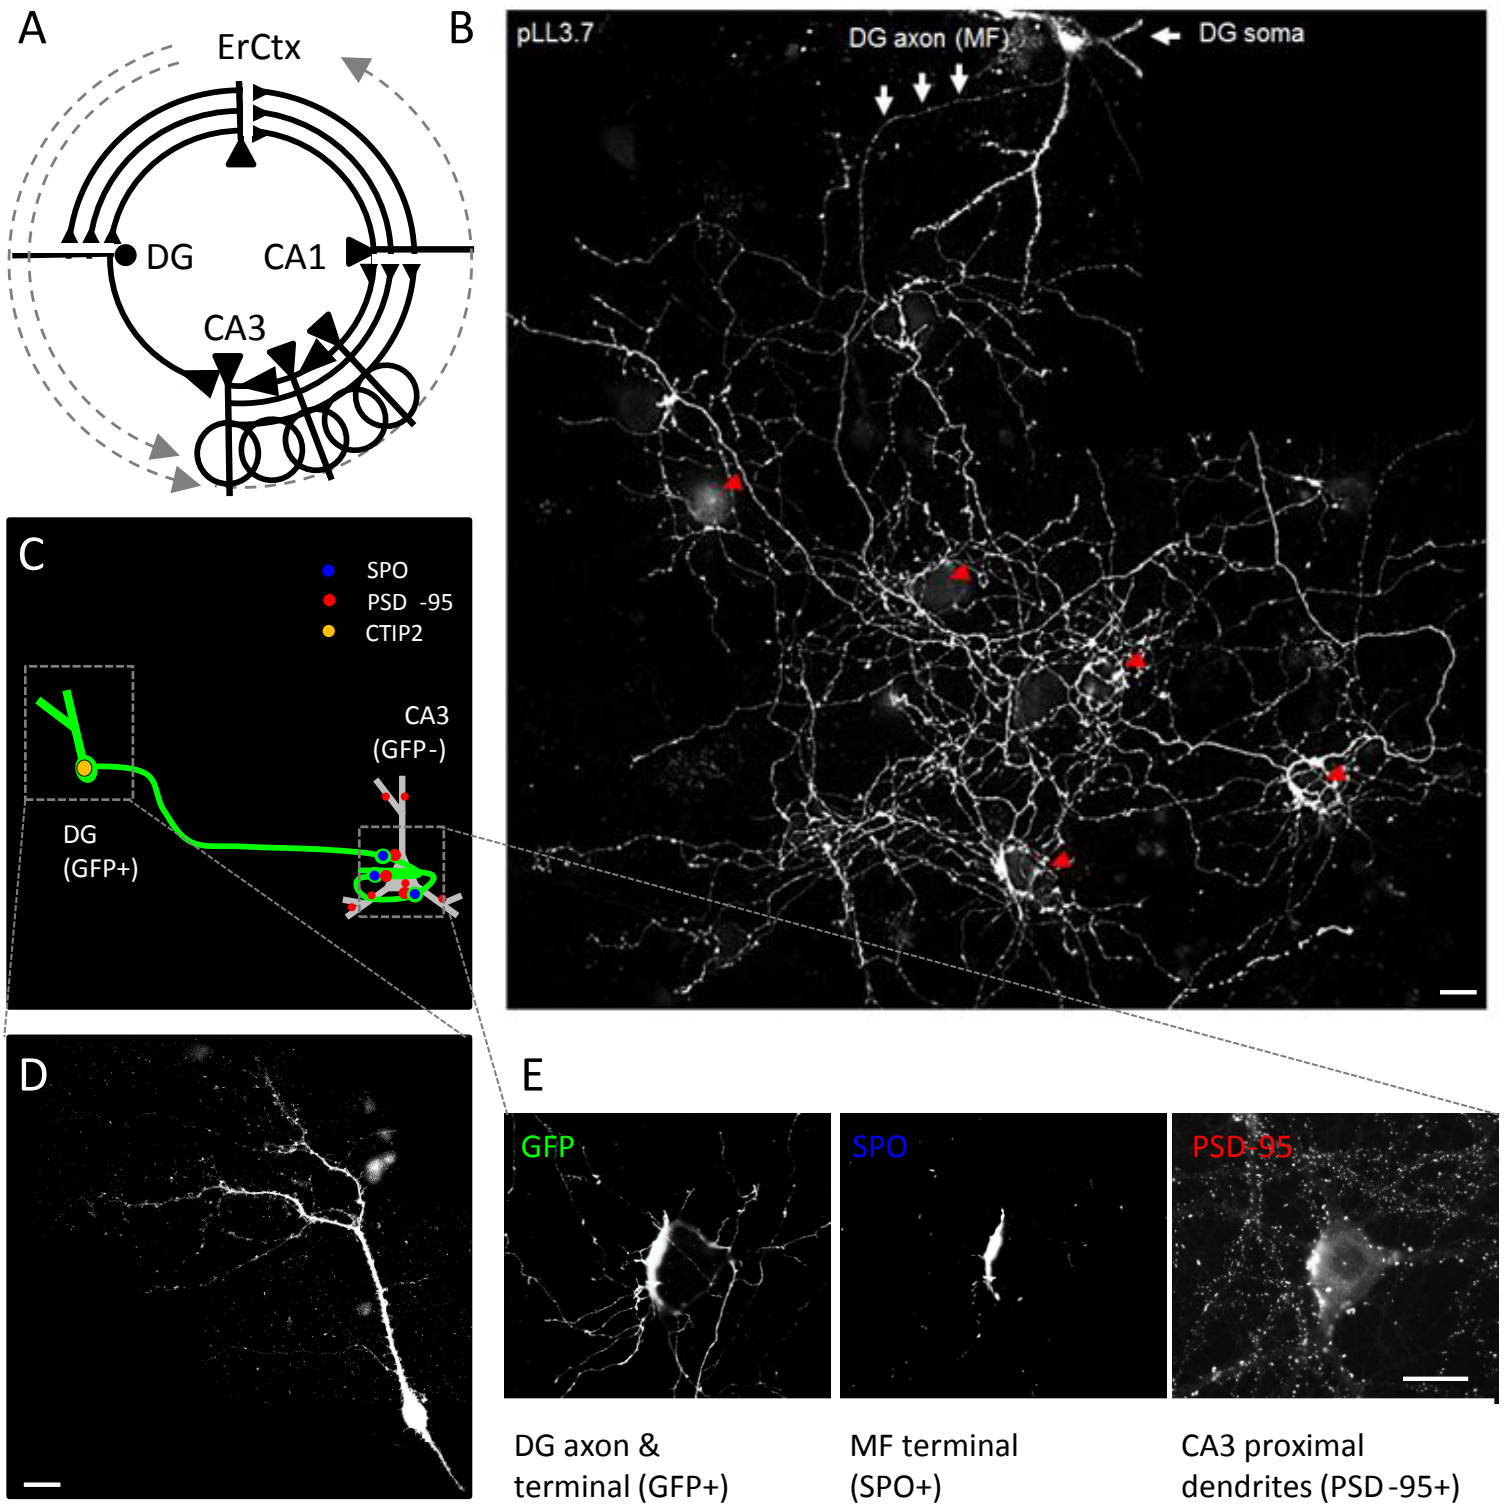 A
ErCtx
DG
CA1
CA3
B
pLL3.7
DG axon (MF)
DG soma
C
SPO
PSD -95
CTIP2
CA3
(GFP-)
DG
(GFP+)
D
E
GFP
SPO
PSD-95
DG axon &
terminal (GFP+)
MF terminal
(SPO+)
CA3 proximal
dendrites (PSD -95+)